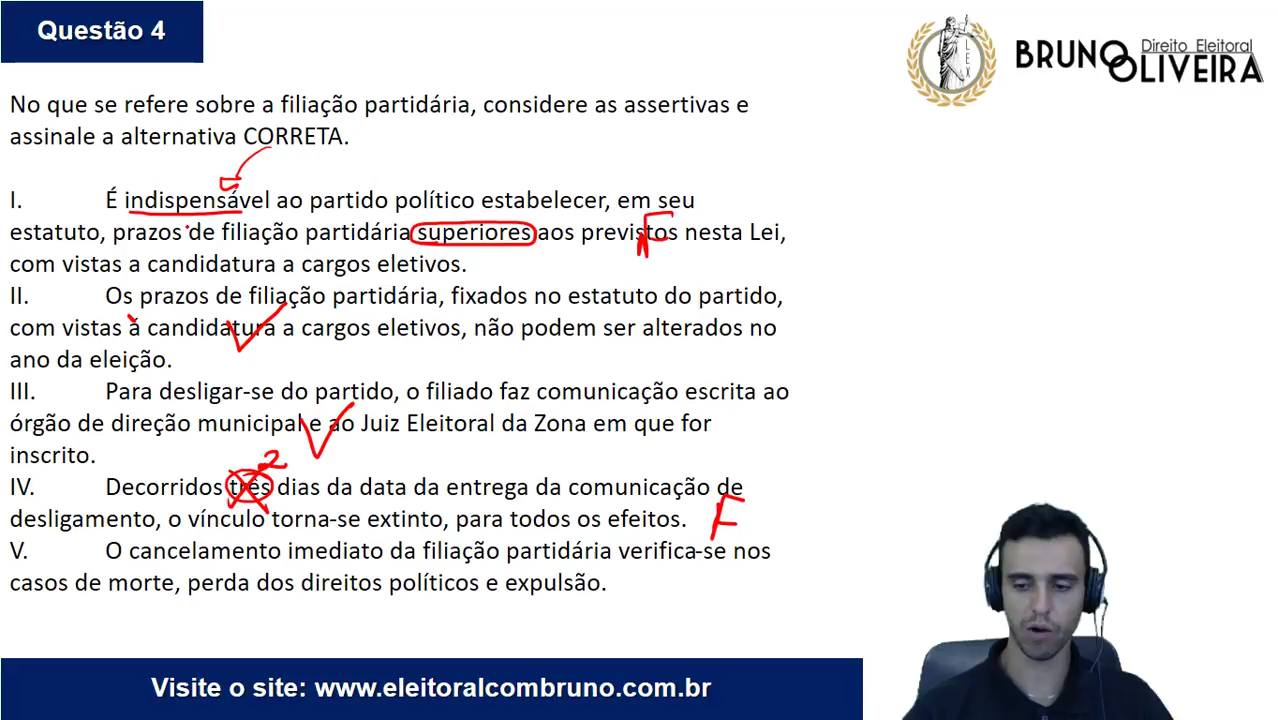 Questão 4
LEX
BRUNO Direito Eleitoral
OLIVEIRA
No que se refere sobre a filiação partidária, considere as assertivas e
assinale a alternativa CORRETA.
I. É indispensável ao partido político estabelecer, em seu
estatuto, prazos de filiação partidária superiores aos previstos nesta Lei,
com vistas a candidatura a cargos eletivos.
F
II. Os prazos de filiação partidária, fixados no estatuto do partido,
com vistas à candidatura a cargos eletivos, não podem ser alterados no
ano da eleição.
III. Para desligar-se do partido, o filiado faz comunicação escrita ao
órgão de direção municipal e ao Juiz Eleitoral da Zona em que for
inscrito.
2
IV. Decorridos três dias da data da entrega da comunicação de
desligamento, o vínculo torna-se extinto, para todos os efeitos. F
V. O cancelamento imediato da filiação partidária verifica-se nos
casos de morte, perda dos direitos políticos e expulsão.
Visite o site: www.eleitoralcombruno.com.br